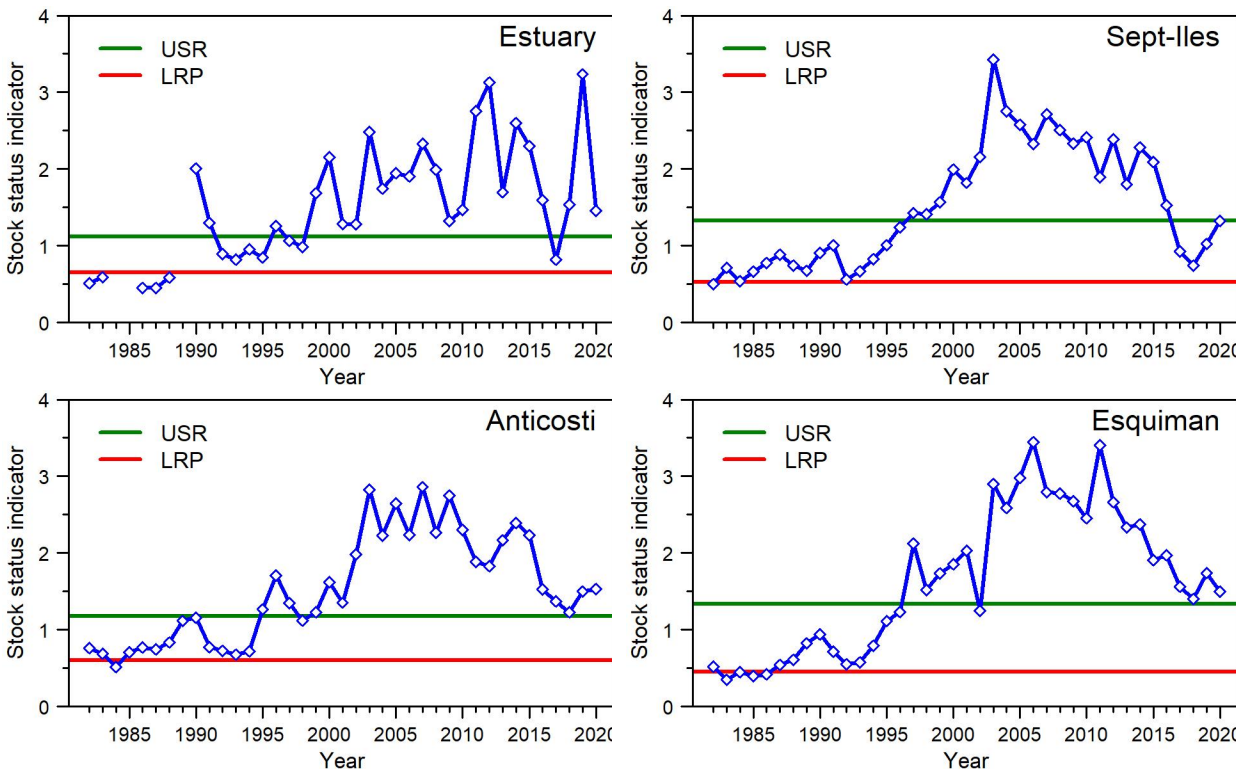 Estuary
USR
LRP
Stock status indicator
4
3
2
1
0
1985 1990 1995 2000 2005 2010 2015 2020
Year
Sept-Iles
USR
LRP
Stock status indicator
4
3
2
1
0
1985 1990 1995 2000 2005 2010 2015 2020
Year
Anticosti
USR
LRP
Stock status indicator
4
3
2
1
0
1985 1990 1995 2000 2005 2010 2015 2020
Year
Esquiman
USR
LRP
Stock status indicator
4
3
2
1
0
1985 1990 1995 2000 2005 2010 2015 2020
Year